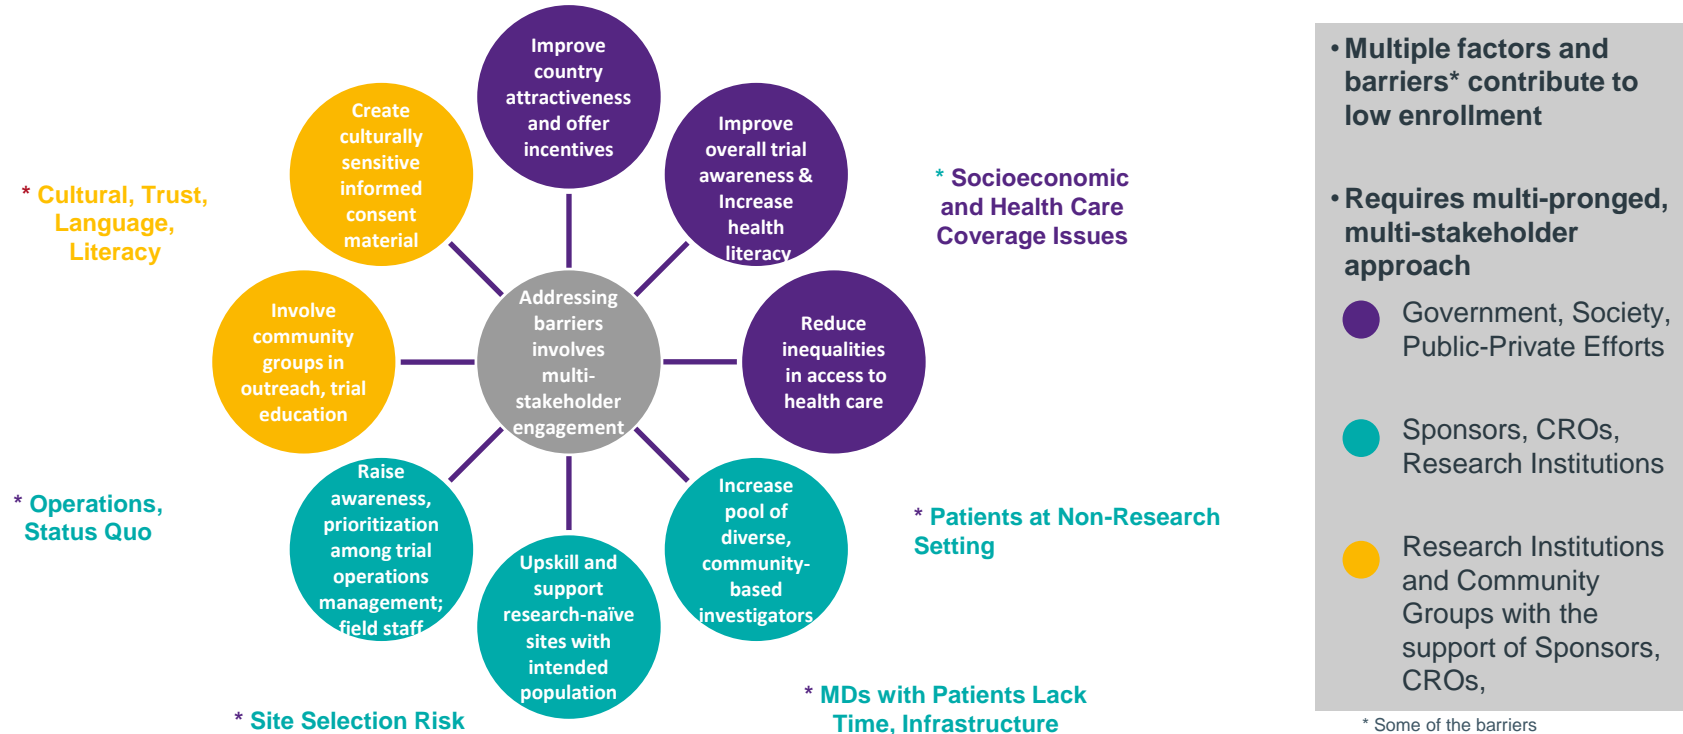 Improve
country
attractiveness
and offer
incentives
Improve
overall trial
awareness &
Increase
health
literacy
Reduce
inequalities
in access to
health care
Increase
pool of
diverse,
community-
based
investigators
Upskill and
support
research-naïve
sites with
intended
population
Raise
awareness,
prioritization
among trial
operations
management;
field staff
Involve
community
groups in
outreach, trial
education
Create
culturally
sensitive
informed
consent
material
Addressing
barriers
involves
multi-
stakeholder
engagement
* Cultural, Trust,
Language,
Literacy
* Operations,
Status Quo
* Site Selection Risk
* MDs with Patients Lack
Time, Infrastructure
* Patients at Non-Research
Setting
* Socioeconomic
and Health Care
Coverage Issues
• Multiple factors and
barriers* contribute to
low enrollment
• Requires multi-pronged,
multi-stakeholder
approach
Government, Society,
Public-Private Efforts
Sponsors, CROs,
Research Institutions
Research Institutions
and Community
Groups with the
support of Sponsors,
CROs,
* Some of the barriers